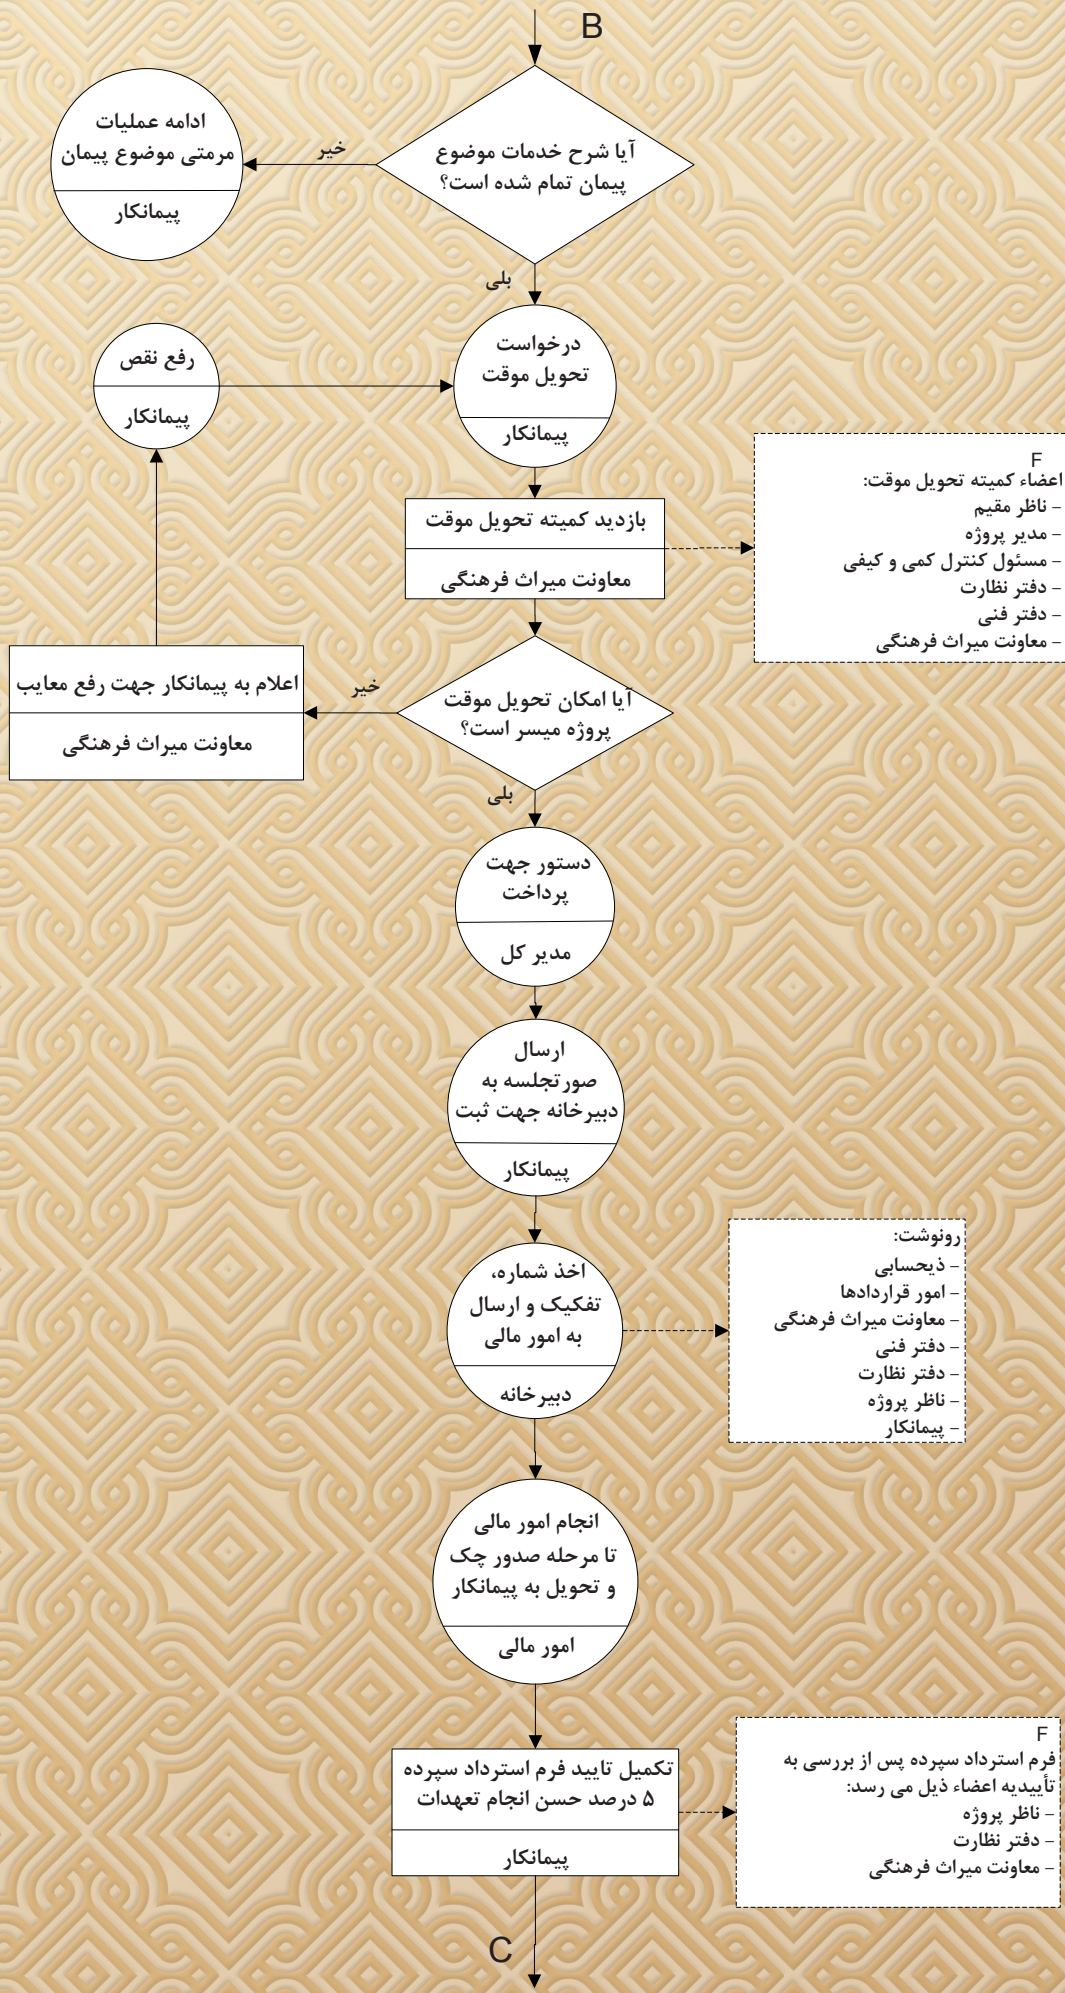 B
آیا شرح خدمات موضوع
پیمان تمام شده است؟
خیر
ادامه عملیات
مرمتی موضوع پیمان
پیمانکار
بلی
درخواست
تحویل موقت
پیمانکار
رفع نقص
پیمانکار
بازدید کمیته تحویل موقت
معاونت میراث فرهنگی
F
اعضاء کمیته تحویل موقت:
- ناظر مقیم
- مدیر پروژه
- مسئول کنترل کمی و کیفی
- دفتر نظارت
- دفتر فنی
- معاونت میراث فرهنگی
آیا امکان تحویل موقت
پروژه میسر است؟
خیر
اعلام به پیمانکار جهت رفع معایب
معاونت میراث فرهنگی
بلی
دستور جهت
پرداخت
مدیر کل
ارسال
صورتجلسه به
دبیرخانه جهت ثبت
پیمانکار
اخذ شماره،
تفکیک و ارسال
به امور مالی
دبیرخانه
رونوشت:
- ذیحسابی
- امور قراردادها
- معاونت میراث فرهنگی
- دفتر فنی
- دفتر نظارت
- ناظر پروژه
- پیمانکار
انجام امور مالی
تا مرحله صدور چک
و تحویل به پیمانکار
امور مالی
تکمیل تایید فرم استرداد سپرده
۵ درصد حسن انجام تعهدات
پیمانکار
F
فرم استرداد سپرده پس از بررسی به
تأییدیه اعضاء ذیل می رسد:
- ناظر پروژه
- دفتر نظارت
- معاونت میراث فرهنگی
C